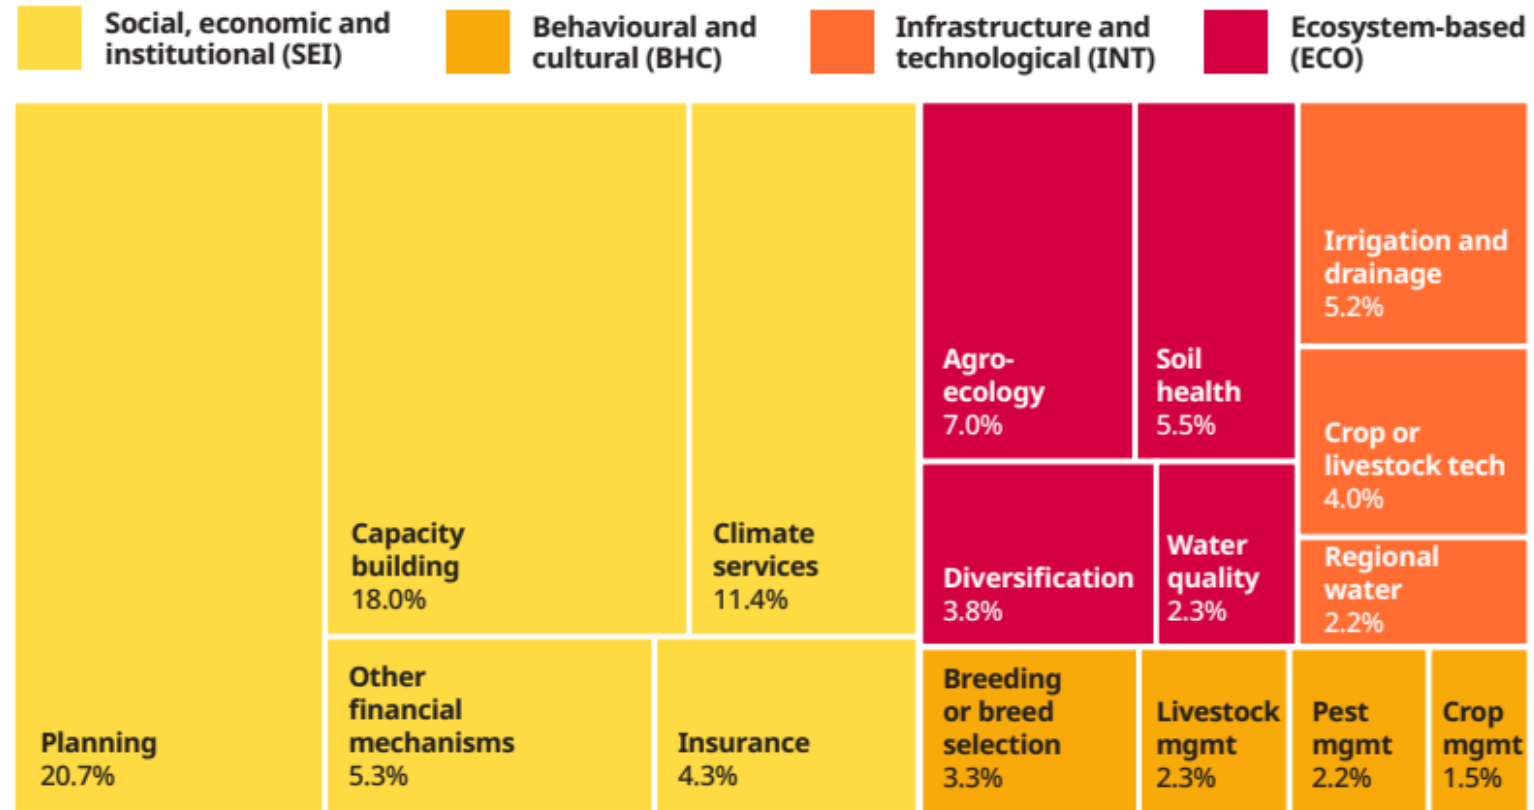 Social, economic and
institutional (SEI)
Behavioural and
cultural (BHC)
Infrastructure and
technological (INT)
Ecosystem-based
(ECO)
Planning
20.7%
Capacity
building
18.0%
Climate
services
11.4%
Other
financial
mechanisms
5.3%
Insurance
4.3%
Agro-
ecology
7.0%
Soil
health
5.5%
Diversification
3.8%
Water
quality
2.3%
Irrigation and
drainage
5.2%
Crop or
livestock tech
4.0%
Regional
water
2.2%
Breeding
or breed
selection
3.3%
Livestock
mgmt
2.3%
Pest
mgmt
2.2%
Crop
mgmt
1.5%